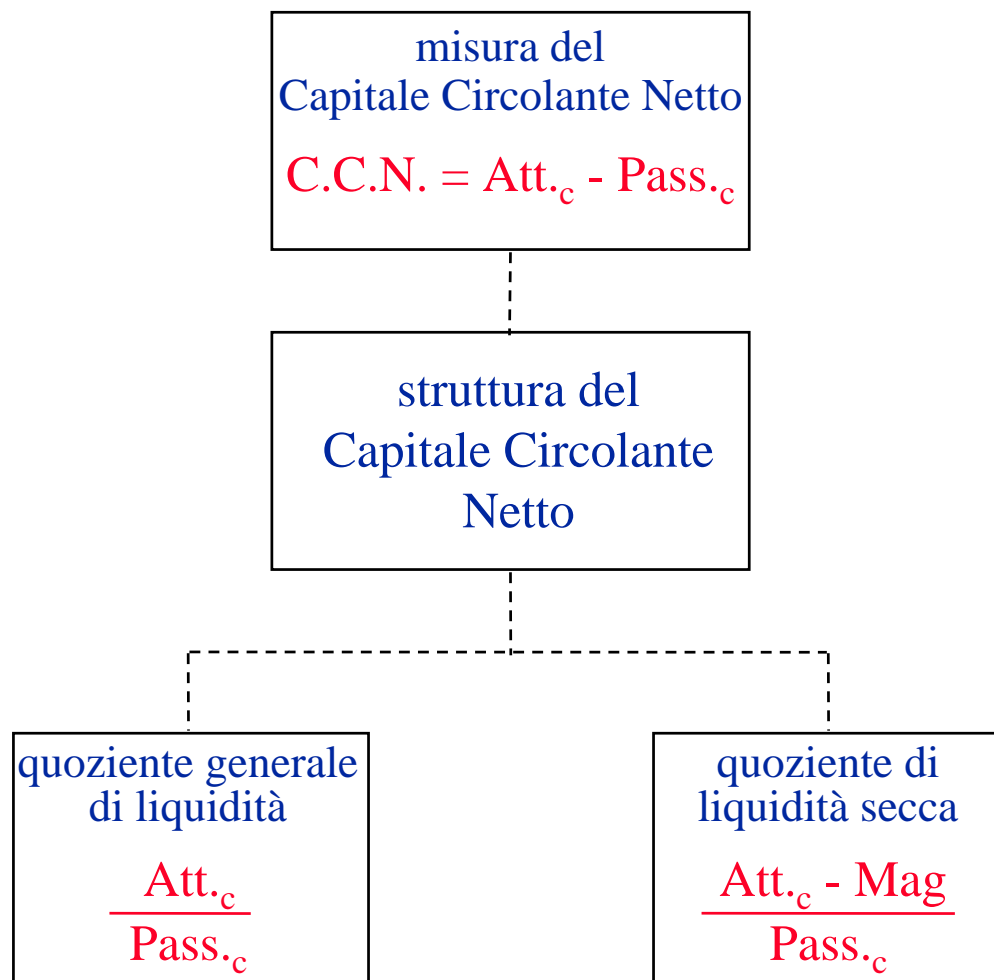 misura del
Capitale Circolante Netto
C.C.N. = Att.c - Pass.c
struttura del
Capitale Circolante
Netto
quoziente generale
di liquidità
Att.c
Pass.c
quoziente di
liquidità secca
Att.c - Mag
Pass.c